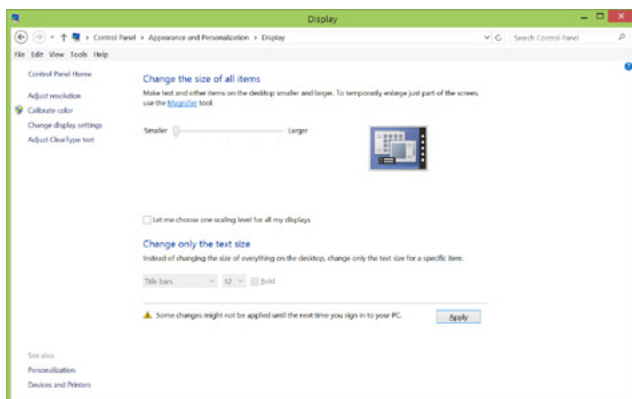 Display
Control Panel › Appearance and Personalization › Display
Search Control Panel
File Edit View Tools Help
Control Panel Home
Adjust resolution
Calibrate color
Change display settings
Adjust ClearType text
Change the size of all items
Make text and other items on the desktop smaller and larger. To temporarily enlarge just part of the screen,
use the Magnifier tool.
Smaller Larger
Let me choose one scaling level for all my displays
Change only the text size
Instead of changing the size of everything on the desktop, change only the text size for a specific item.
Title bars 12 Bold
Some changes might not be applied until the next time you sign in to your PC.
Apply
See also
Personalization
Devices and Printers